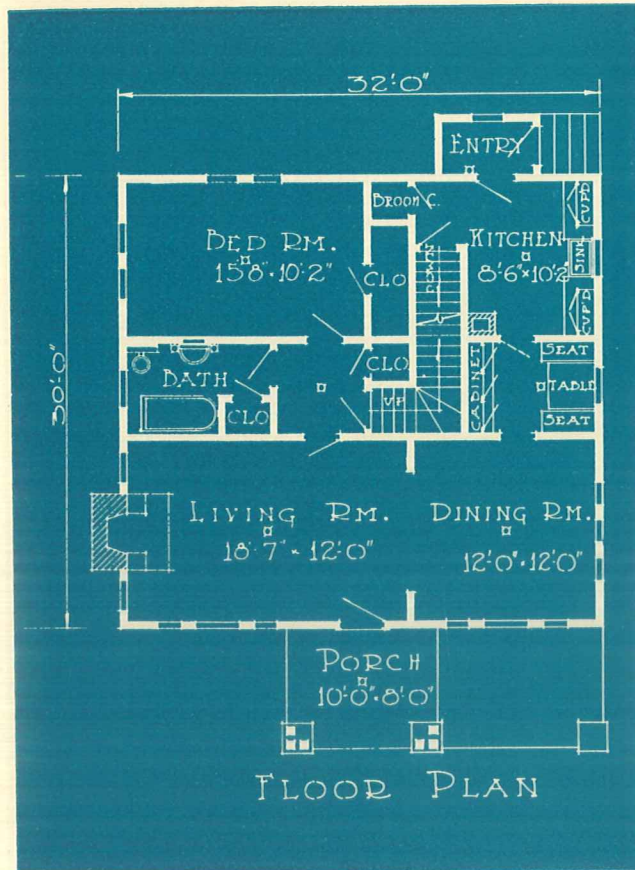 32'-0"
ENTRY
BROOM C.
CUP'D
BED RM.
15'8"·10'2"
CLO
DOWN
KITCHEN
8'6"×10'2
SINK
CUP'D
30'-0"
BATH
CLO
CLO
UP
CABINET
SEAT
TABLE
SEAT
LIVING RM.
18'-7" × 12'-0"
DINING RM.
12'-0"·12'-0"
PORCH
10'-0"·8'-0"
FLOOR PLAN